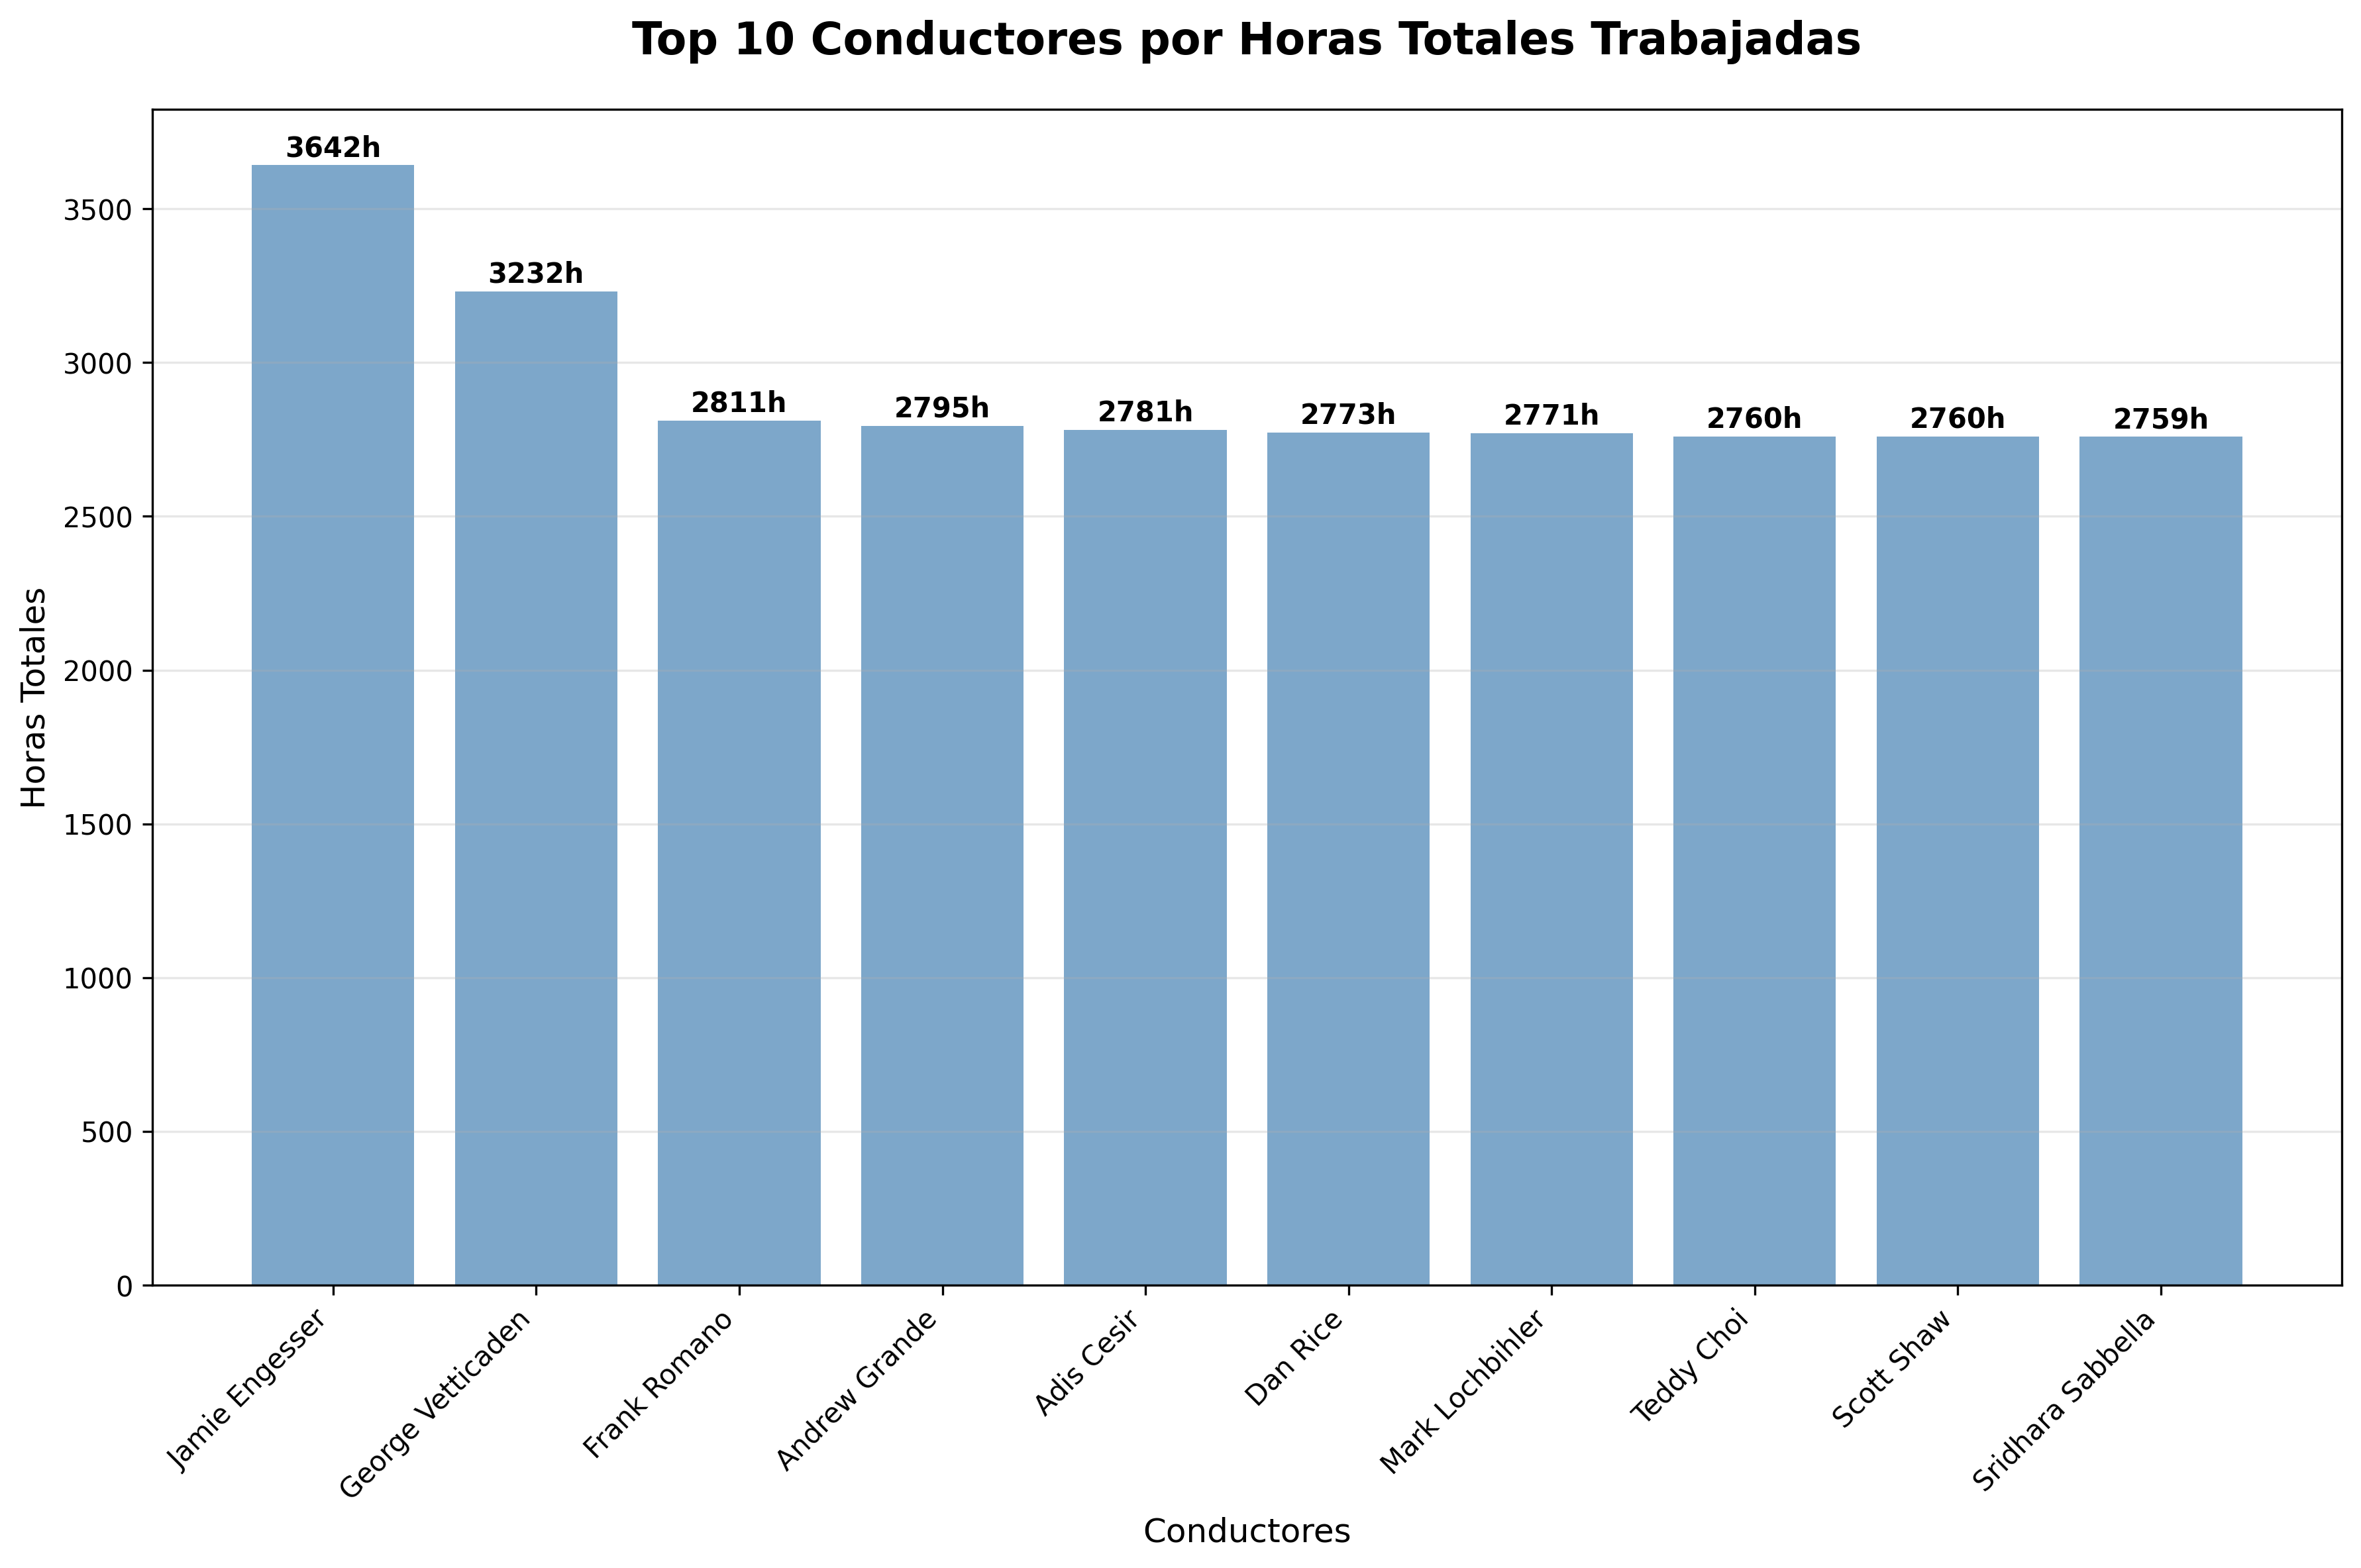 Top 10 Conductores por Horas Totales Trabajadas
Horas Totales
3500
3000
2500
2000
1500
1000
500
0
3642h
3232h
2811h
2795h
2781h
2773h
2771h
2760h
2760h
2759h
Jamie Engesser
George Vetticaden
Frank Romano
Andrew Grande
Adis Cesir
Dan Rice
Mark Lochbihler
Teddy Choi
Scott Shaw
Sridhara Sabbella
Conductores